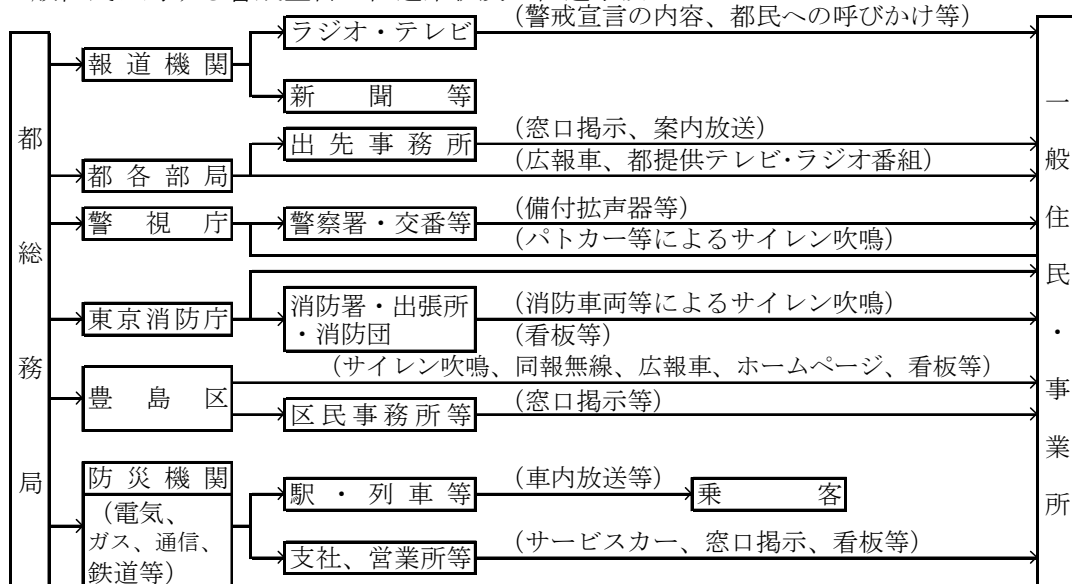 ラジオ・テレビ
(警戒宣言の内容、都民への呼びかけ等)
報道機関
新聞等
出先事務所
(窓口掲示、案内放送)
(広報車、都提供テレビ・ラジオ番組)
都各部局
警視庁
警察署・交番等
(備付拡声器等)
(パトカー等によるサイレン吹鳴)
東京消防庁
消防署・出張所
・消防団
(消防車両等によるサイレン吹鳴)
(看板等)
(サイレン吹鳴、同報無線、広報車、ホームページ、看板等)
豊島区
区民事務所等
(窓口掲示等)
防災機関
(電気、
ガス、通信、
鉄道等)
駅・列車等
(車内放送等)
乗客
支社、営業所等
(サービスカー、窓口掲示、看板等)
都総務局
一般住民・事業所